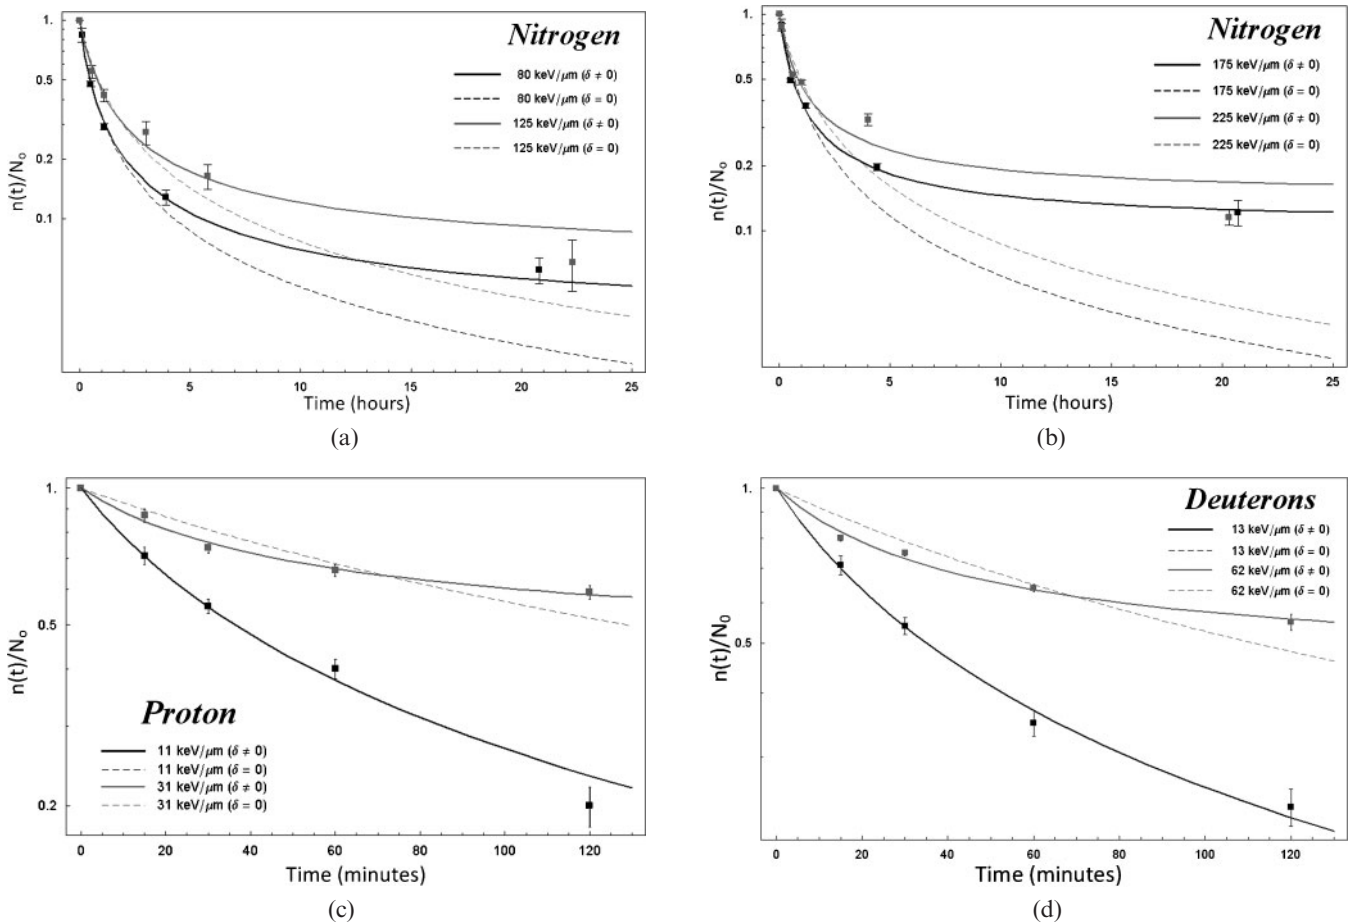 Nitrogen
80 keV/μm (δ ≠ 0)
80 keV/μm (δ = 0)
125 keV/μm (δ ≠ 0)
125 keV/μm (δ = 0)
n(t)/Nₒ
1.
0.5
0.2
0.1
0 5 10 15 20 25
Time (hours)
(a)
Nitrogen
175 keV/μm (δ ≠ 0)
175 keV/μm (δ = 0)
225 keV/μm (δ ≠ 0)
225 keV/μm (δ = 0)
n(t)/Nₒ
1.
0.5
0.2
0.1
0 5 10 15 20 25
Time (hours)
(b)
Proton
11 keV/μm (δ ≠ 0)
11 keV/μm (δ = 0)
31 keV/μm (δ ≠ 0)
31 keV/μm (δ = 0)
n(t)/Nₒ
1.
0.5
0.2
0 20 40 60 80 100 120
Time (minutes)
(c)
Deuterons
13 keV/μm (δ ≠ 0)
13 keV/μm (δ = 0)
62 keV/μm (δ ≠ 0)
62 keV/μm (δ = 0)
n(t)/N₀
1.
0.5
0 20 40 60 80 100 120
Time (minutes)
(d)